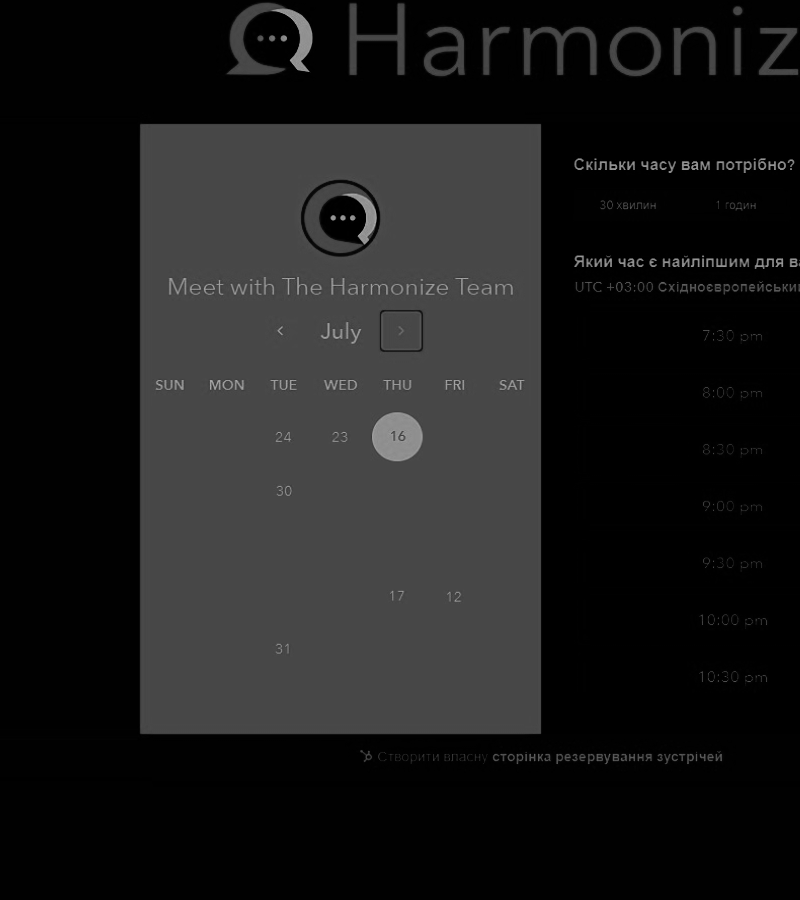 Harmoniz
Meet with The Harmonize Team
July
SUN MON TUE WED THU FRI SAT
24 23 16
30
17 12
31
Скільки часу вам потрібно?
30 хвилин 1 годин
Який час є найліпшим для ва
UTC +03:00 Східноєвропейськи
7:30 pm
8:00 pm
8:30 pm
9:00 pm
9:30 pm
10:00 pm
10:30 pm
Створити власну сторінка резервування зустрічей